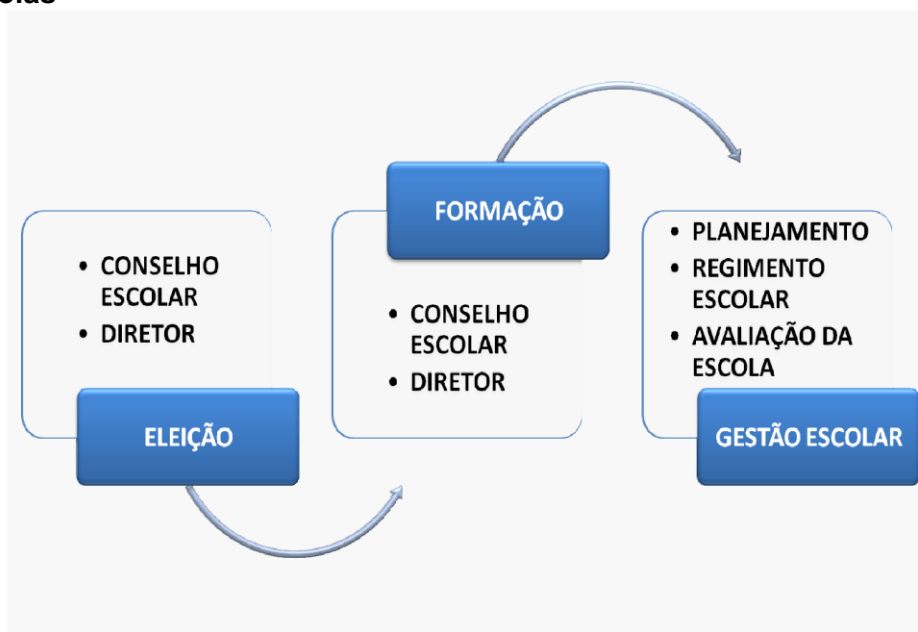 • CONSELHO
ESCOLAR
• DIRETOR
ELEIÇÃO
FORMAÇÃO
• CONSELHO
ESCOLAR
• DIRETOR
• PLANEJAMENTO
• REGIMENTO
ESCOLAR
• AVALIAÇÃO DA
ESCOLA
GESTÃO ESCOLAR